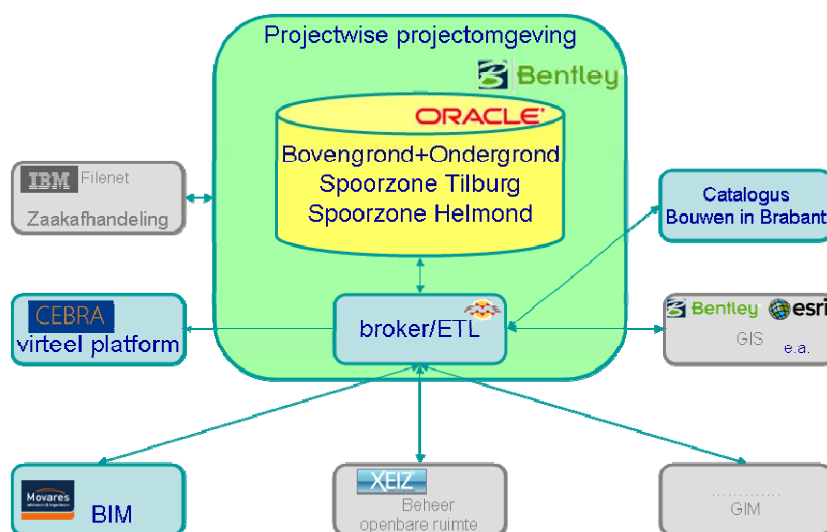 Projectwise projectomgeving
Bentley
ORACLE
Bovengrond+Ondergrond
Spoorzone Tilburg
Spoorzone Helmond
IBM Filenet
Zaakafhandeling
Catalogus
Bouwen in Brabant
CEBRA
virteel platform
broker/ETL
Bentley esri
GIS
e.a.
Movares
BIM
XEIZ
Beheer
openbare ruimte
.............
GIM